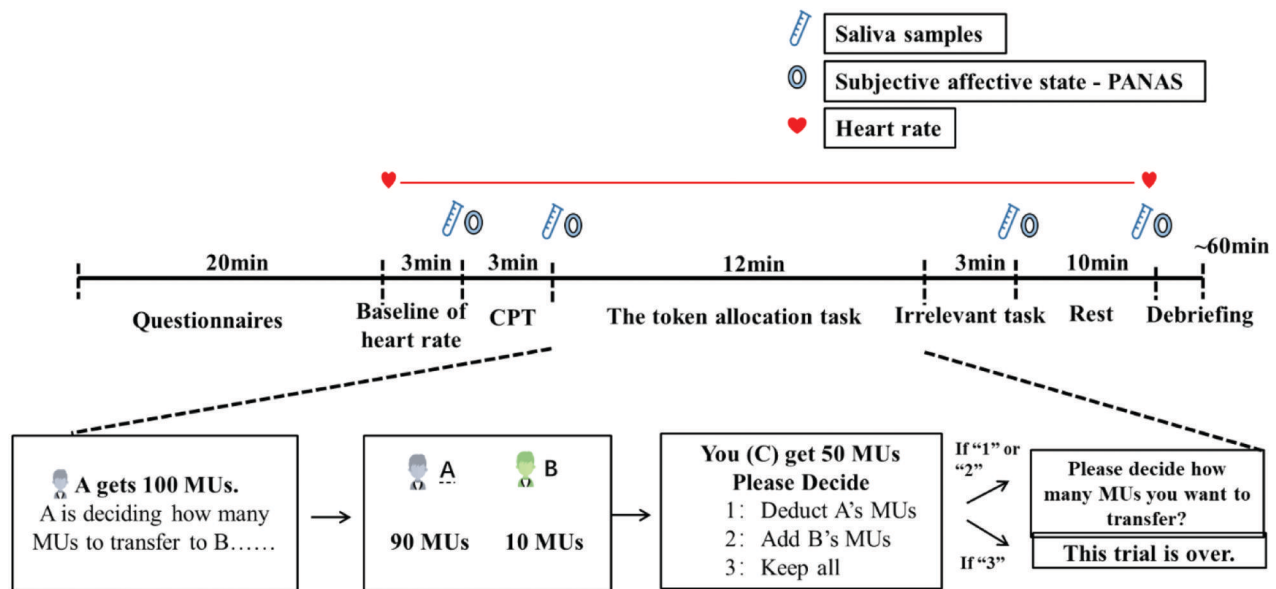 Saliva samples
Subjective affective state - PANAS
Heart rate
20min
3min
3min
12min
3min
10min
~60min
Questionnaires
Baseline of
heart rate
CPT
The token allocation task
Irrelevant task
Rest
Debriefing
A gets 100 MUs.
A is deciding how many
MUs to transfer to B……
A
B
90 MUs
10 MUs
You (C) get 50 MUs
Please Decide
1: Deduct A's MUs
2: Add B's MUs
3: Keep all
If "1" or
"2"
If "3"
Please decide how
many MUs you want to
transfer?
This trial is over.